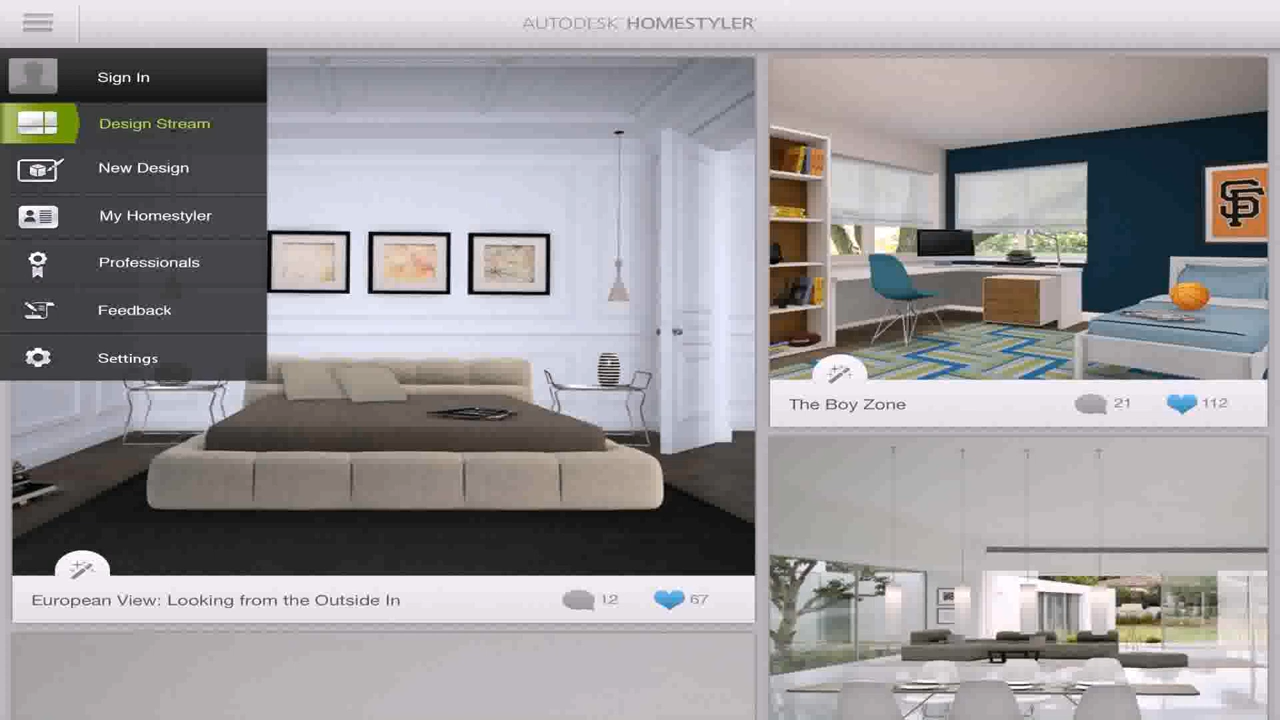 AUTODESK HOMESTYLER
Sign In
Design Stream
New Design
My Homestyler
Professionals
Feedback
Settings
SF
The Boy Zone
21
112
European View: Looking from the Outside In
12
67